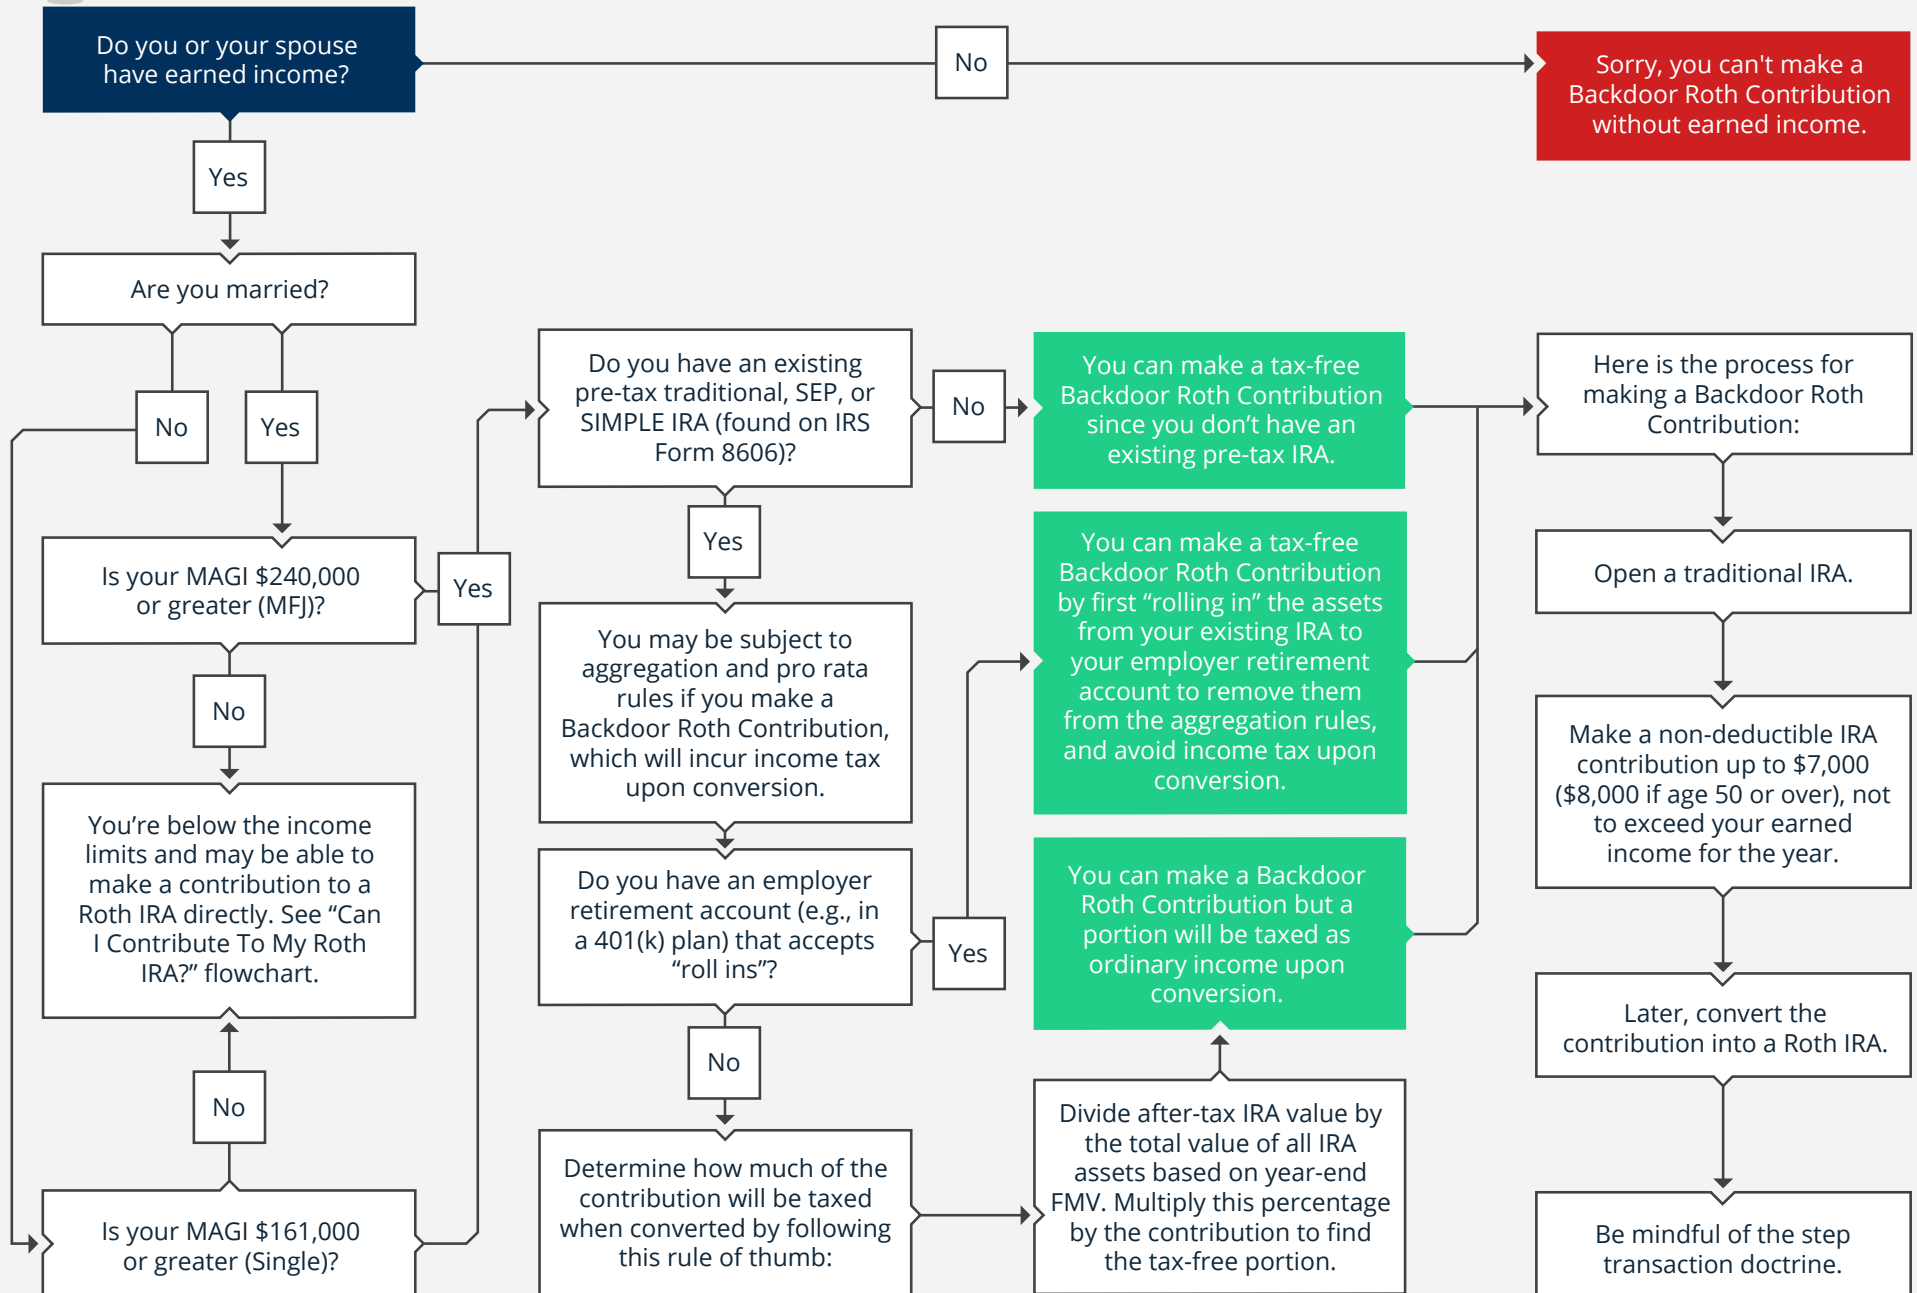 Do you or your spouse
have earned income?
No
Sorry, you can't make a
Backdoor Roth Contribution
without earned income.
Yes
Are you married?
No
Yes
Is your MAGI $240,000
or greater (MFJ)?
Yes
No
You’re below the income
limits and may be able to
make a contribution to a
Roth IRA directly. See “Can
I Contribute To My Roth
IRA?” flowchart.
No
Is your MAGI $161,000
or greater (Single)?
Do you have an existing
pre-tax traditional, SEP, or
SIMPLE IRA (found on IRS
Form 8606)?
No
Yes
You may be subject to
aggregation and pro rata
rules if you make a
Backdoor Roth Contribution,
which will incur income tax
upon conversion.
Do you have an employer
retirement account (e.g., in
a 401(k) plan) that accepts
“roll ins”?
Yes
No
Determine how much of the
contribution will be taxed
when converted by following
this rule of thumb:
You can make a tax-free
Backdoor Roth Contribution
since you don’t have an
existing pre-tax IRA.
You can make a tax-free
Backdoor Roth Contribution
by first “rolling in” the assets
from your existing IRA to
your employer retirement
account to remove them
from the aggregation rules,
and avoid income tax upon
conversion.
You can make a Backdoor
Roth Contribution but a
portion will be taxed as
ordinary income upon
conversion.
Divide after-tax IRA value by
the total value of all IRA
assets based on year-end
FMV. Multiply this percentage
by the contribution to find
the tax-free portion.
Here is the process for
making a Backdoor Roth
Contribution:
Open a traditional IRA.
Make a non-deductible IRA
contribution up to $7,000
($8,000 if age 50 or over), not
to exceed your earned
income for the year.
Later, convert the
contribution into a Roth IRA.
Be mindful of the step
transaction doctrine.